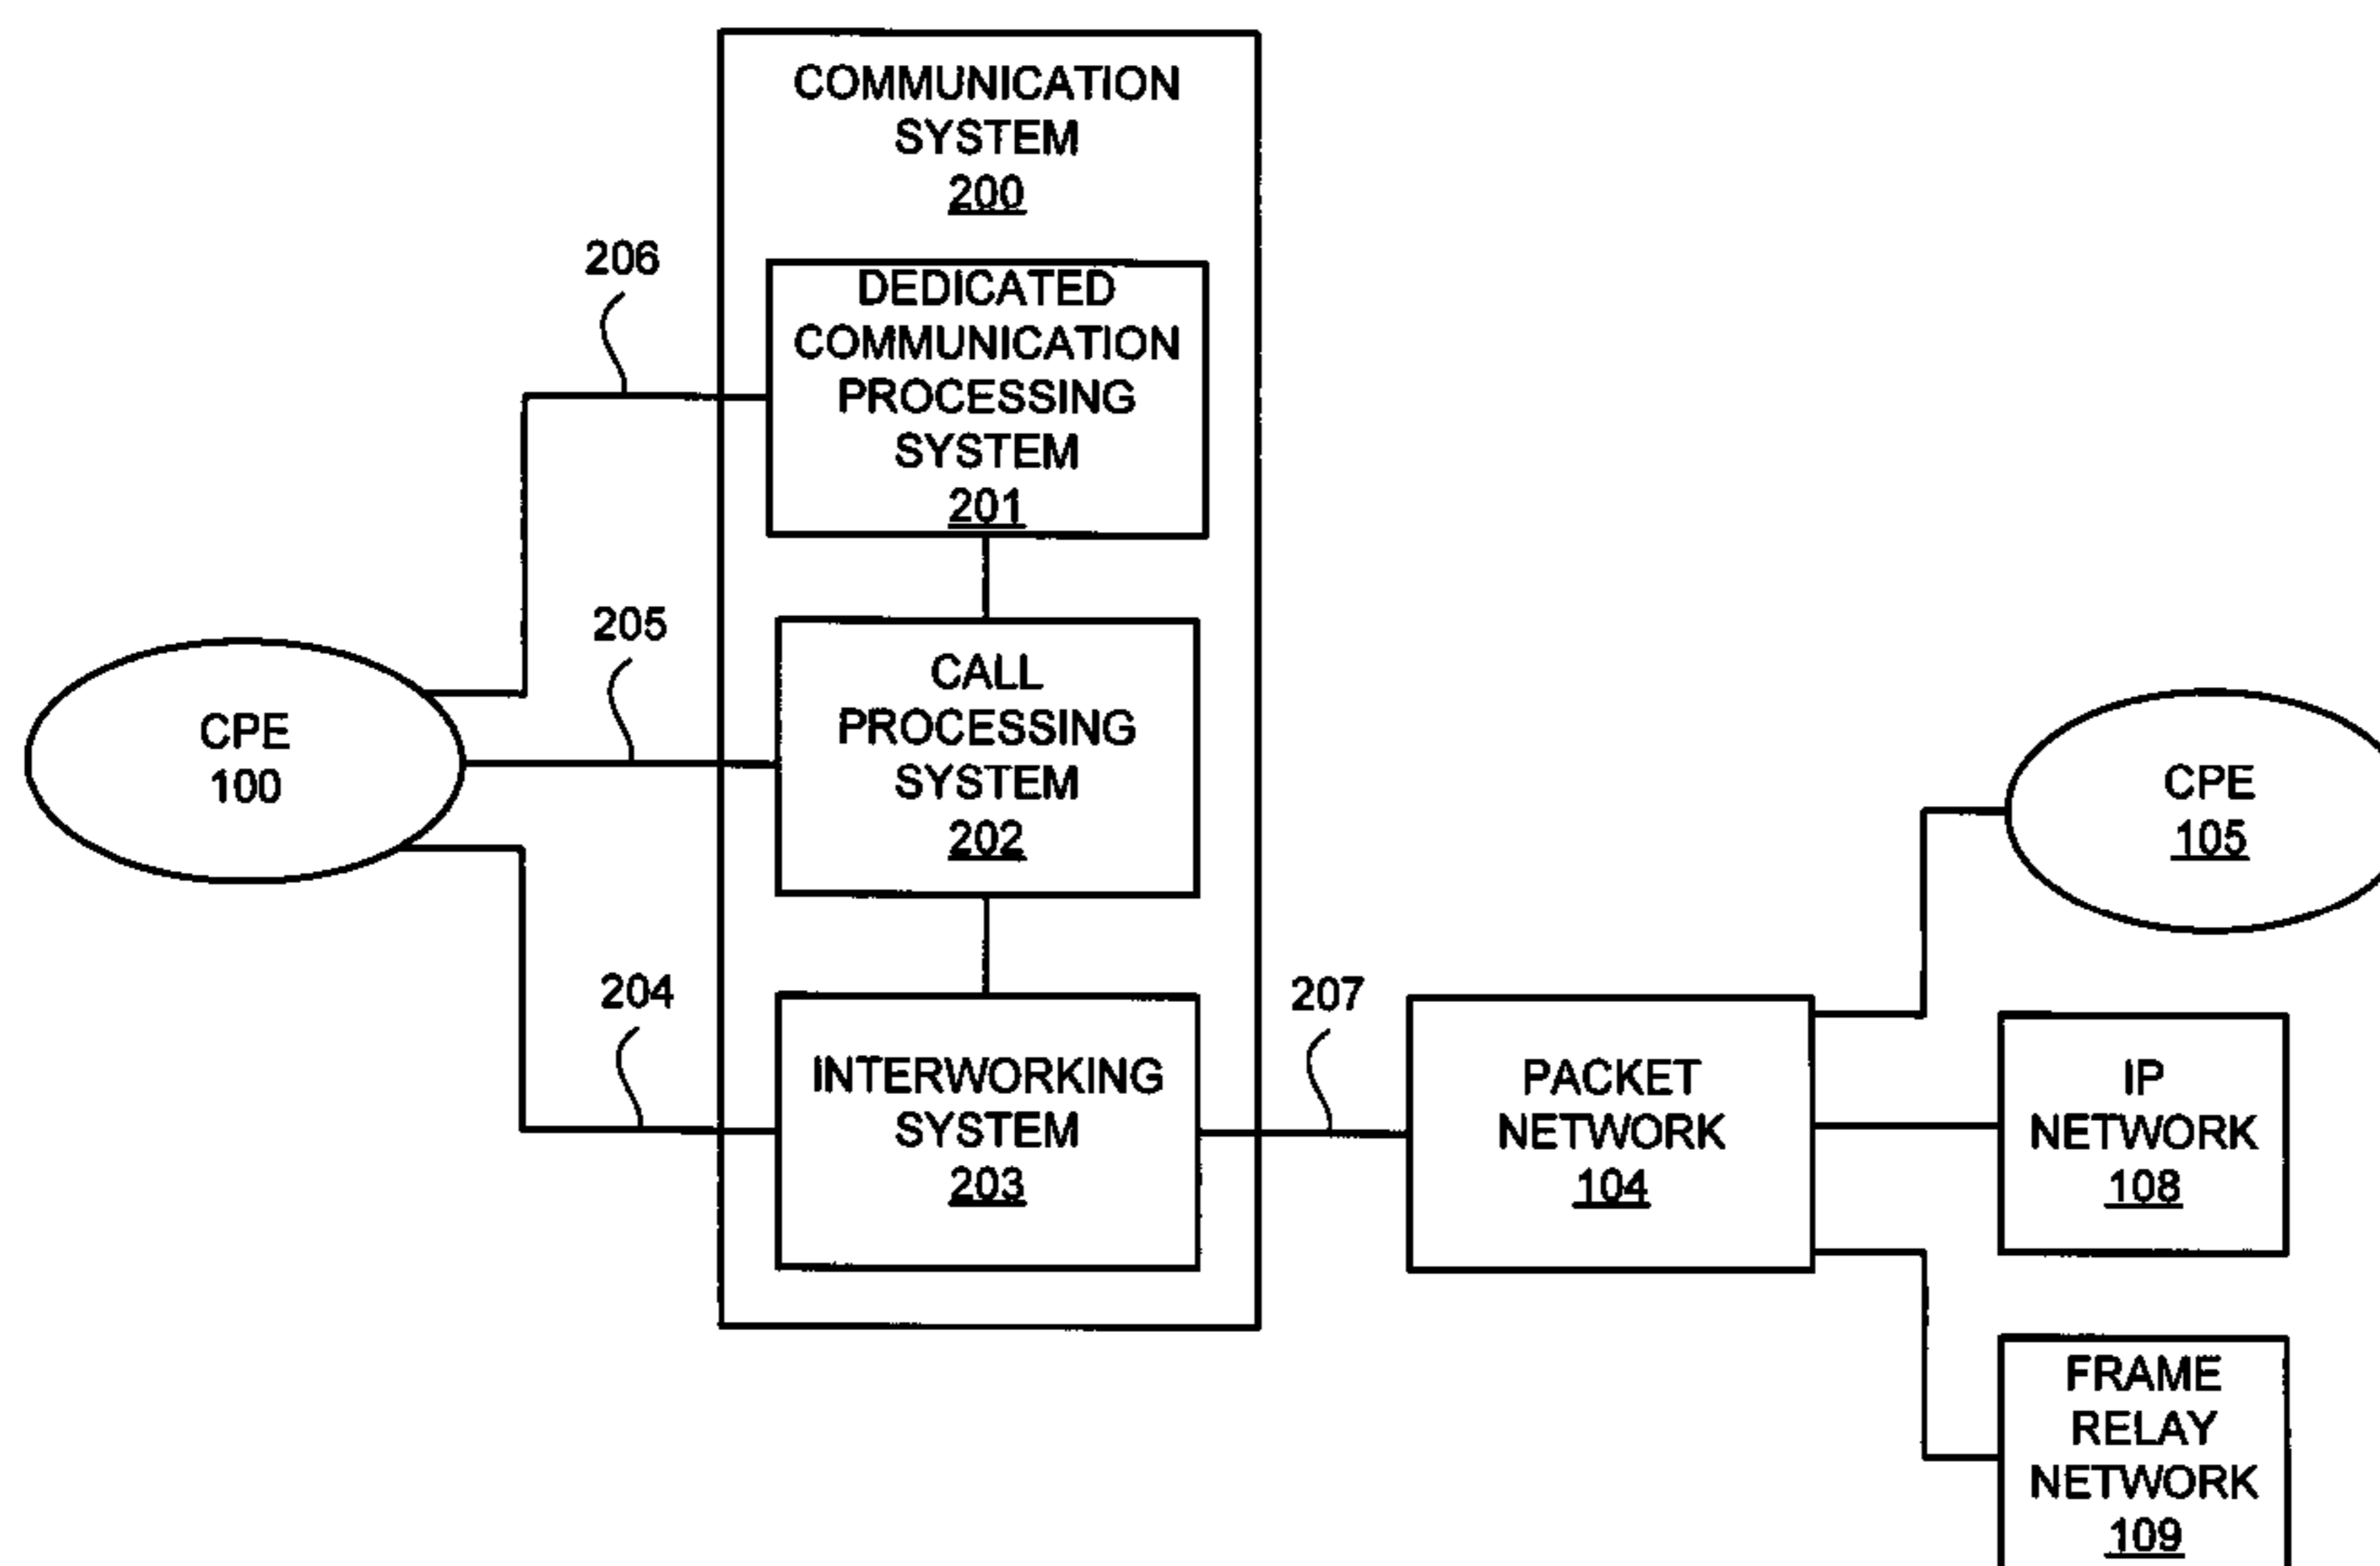 COMMUNICATION
SYSTEM
200
206
DEDICATED
COMMUNICATION
PROCESSING
SYSTEM
201
205
CALL
PROCESSING
SYSTEM
202
CPE
100
CPE
105
204
INTERWORKING
SYSTEM
203
207
PACKET
NETWORK
104
IP
NETWORK
108
FRAME
RELAY
NETWORK
109